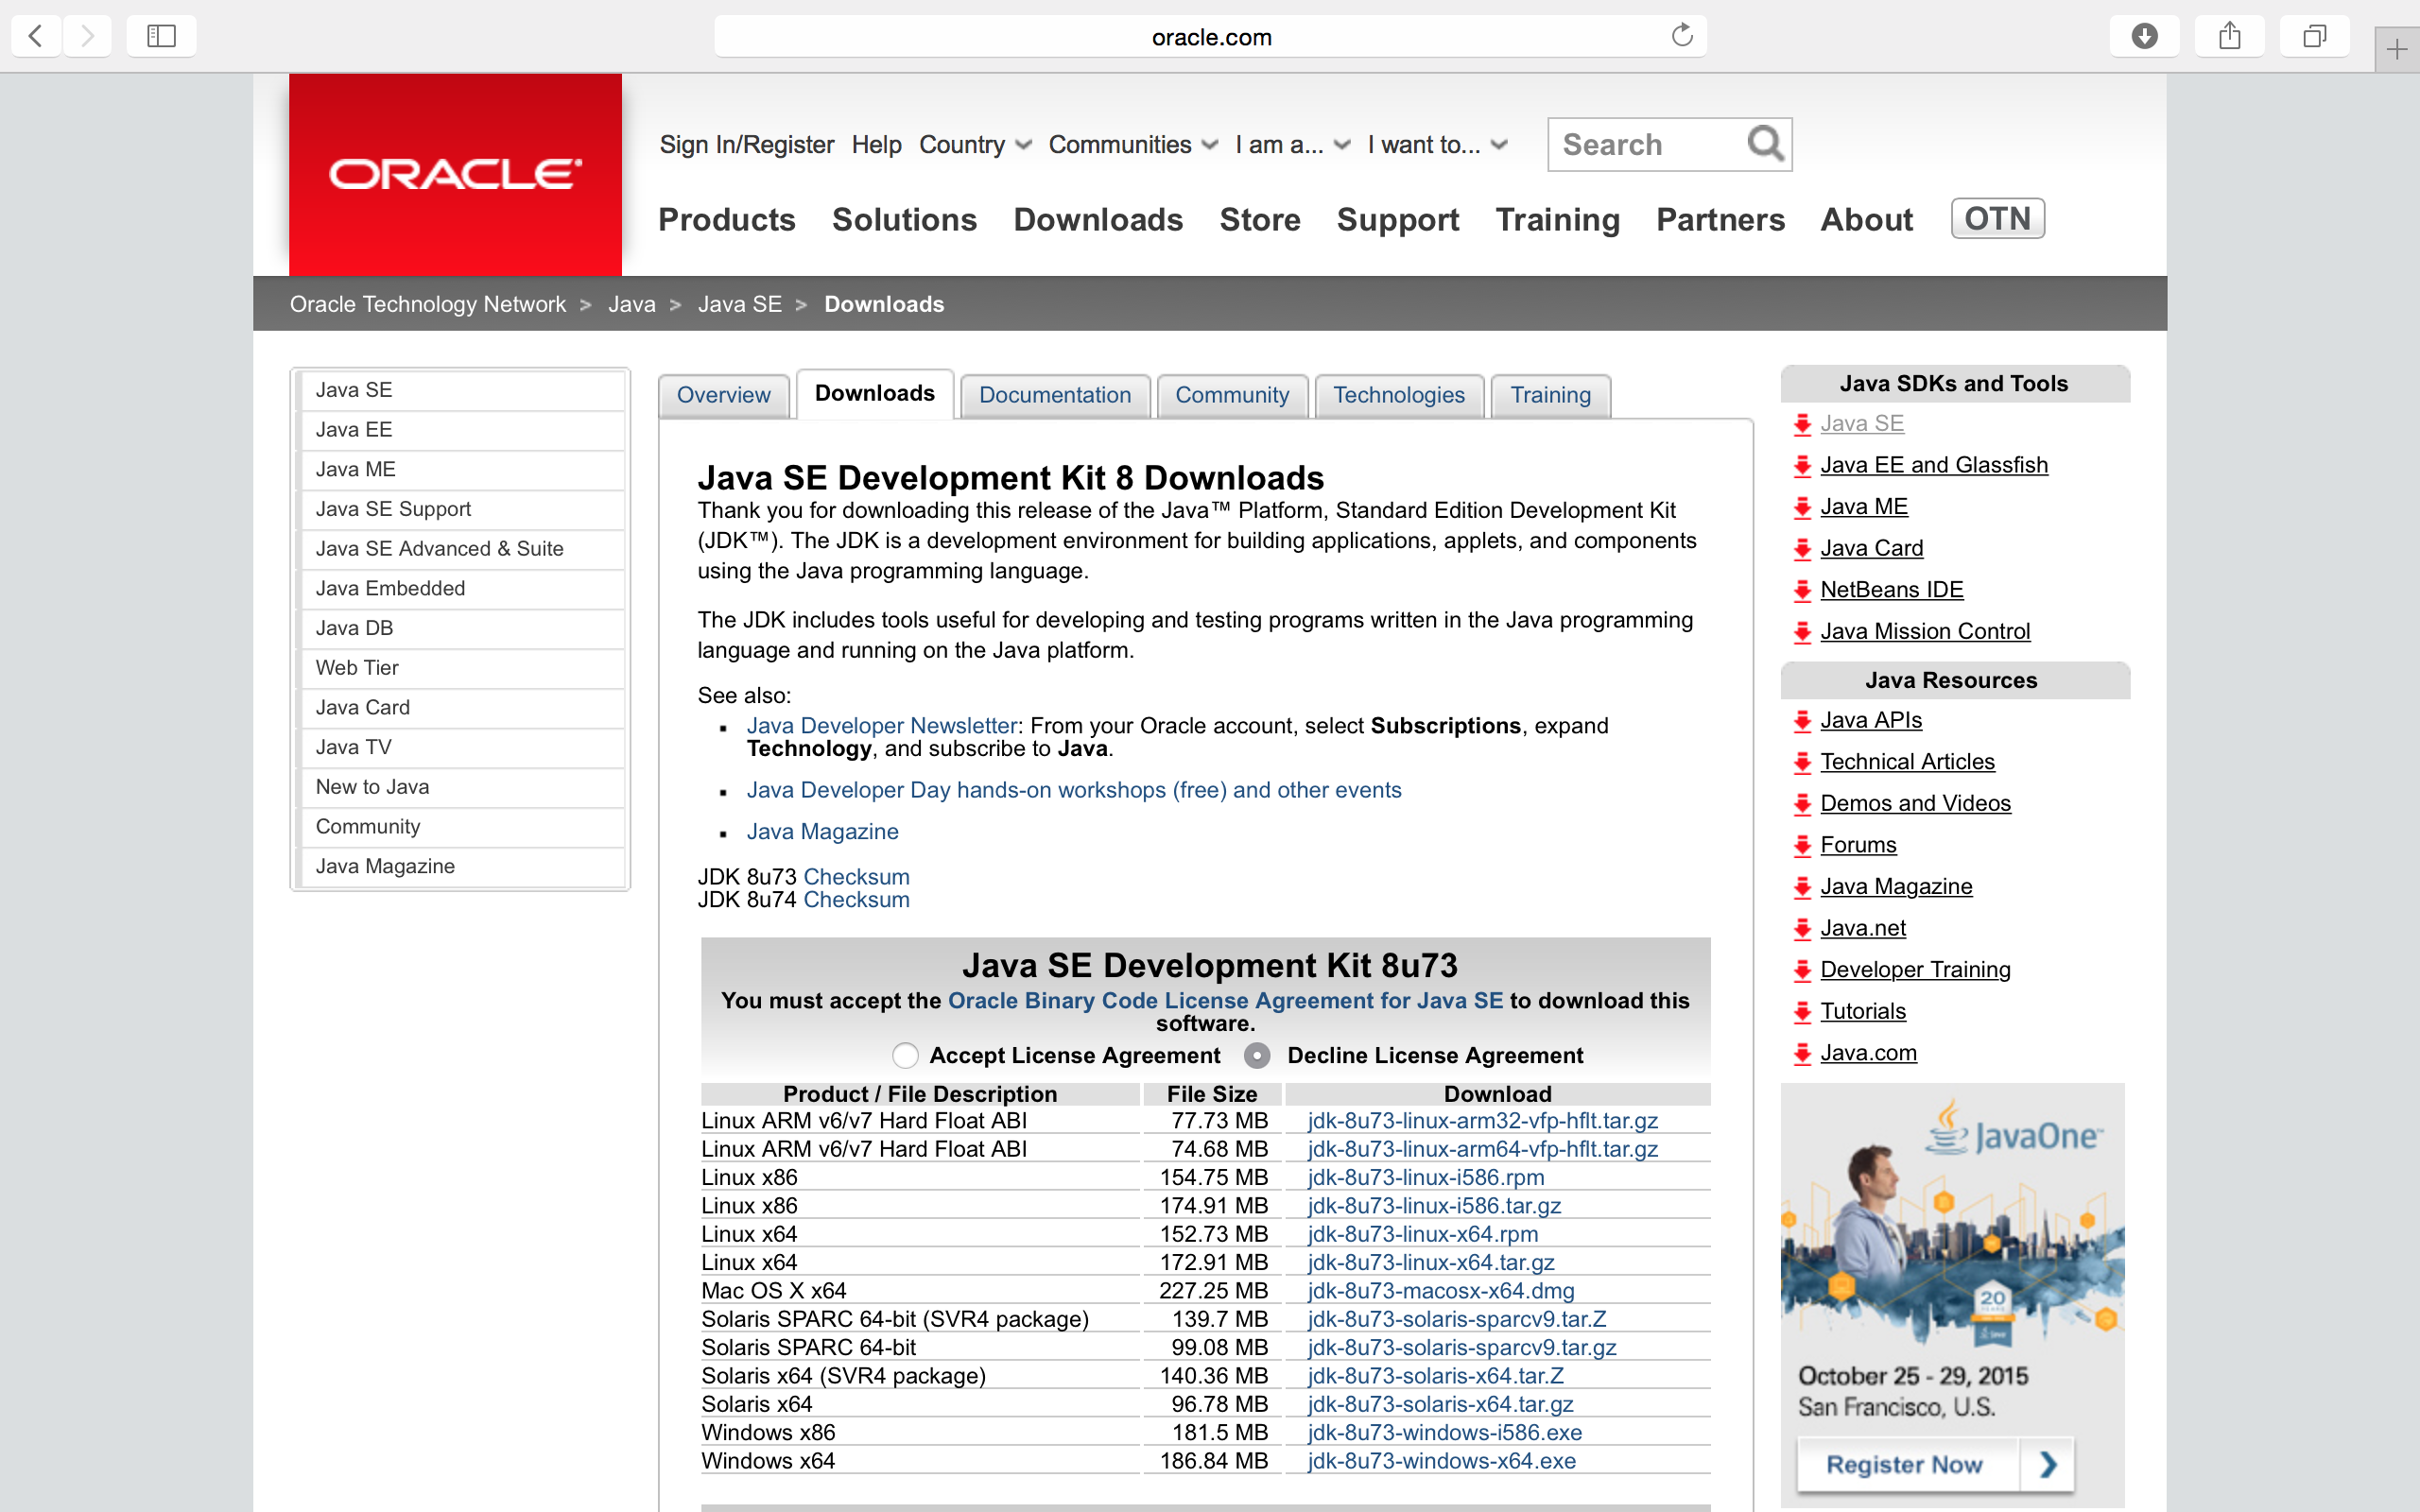 oracle.com
ORACLE
Sign In/Register Help Country Communities I am a... I want to... Search
Products Solutions Downloads Store Support Training Partners About OTN
Oracle Technology Network > Java > Java SE > Downloads
Java SE
Java EE
Java ME
Java SE Support
Java SE Advanced & Suite
Java Embedded
Java DB
Web Tier
Java Card
Java TV
New to Java
Community
Java Magazine
Overview Downloads Documentation Community Technologies Training
Java SE Development Kit 8 Downloads
Thank you for downloading this release of the Java™ Platform, Standard Edition Development Kit
(JDK™). The JDK is a development environment for building applications, applets, and components
using the Java programming language.
The JDK includes tools useful for developing and testing programs written in the Java programming
language and running on the Java platform.
See also:
Java Developer Newsletter: From your Oracle account, select Subscriptions, expand
Technology, and subscribe to Java.
Java Developer Day hands-on workshops (free) and other events
Java Magazine
JDK 8u73 Checksum
JDK 8u74 Checksum
Java SE Development Kit 8u73
You must accept the Oracle Binary Code License Agreement for Java SE to download this
software.
Accept License Agreement Decline License Agreement
Product / File Description File Size Download
Linux ARM v6/v7 Hard Float ABI 77.73 MB jdk-8u73-linux-arm32-vfp-hflt.tar.gz
Linux ARM v6/v7 Hard Float ABI 74.68 MB jdk-8u73-linux-arm64-vfp-hflt.tar.gz
Linux x86 154.75 MB jdk-8u73-linux-i586.rpm
Linux x86 174.91 MB jdk-8u73-linux-i586.tar.gz
Linux x64 152.73 MB jdk-8u73-linux-x64.rpm
Linux x64 172.91 MB jdk-8u73-linux-x64.tar.gz
Mac OS X x64 227.25 MB jdk-8u73-macosx-x64.dmg
Solaris SPARC 64-bit (SVR4 package) 139.7 MB jdk-8u73-solaris-sparcv9.tar.Z
Solaris SPARC 64-bit 99.08 MB jdk-8u73-solaris-sparcv9.tar.gz
Solaris x64 (SVR4 package) 140.36 MB jdk-8u73-solaris-x64.tar.Z
Solaris x64 96.78 MB jdk-8u73-solaris-x64.tar.gz
Windows x86 181.5 MB jdk-8u73-windows-i586.exe
Windows x64 186.84 MB jdk-8u73-windows-x64.exe
Java SDKs and Tools
Java SE
Java EE and Glassfish
Java ME
Java Card
NetBeans IDE
Java Mission Control
Java Resources
Java APIs
Technical Articles
Demos and Videos
Forums
Java Magazine
Java.net
Developer Training
Tutorials
Java.com
JavaOne™
20
YEARS
October 25 - 29, 2015
San Francisco, U.S.
Register Now